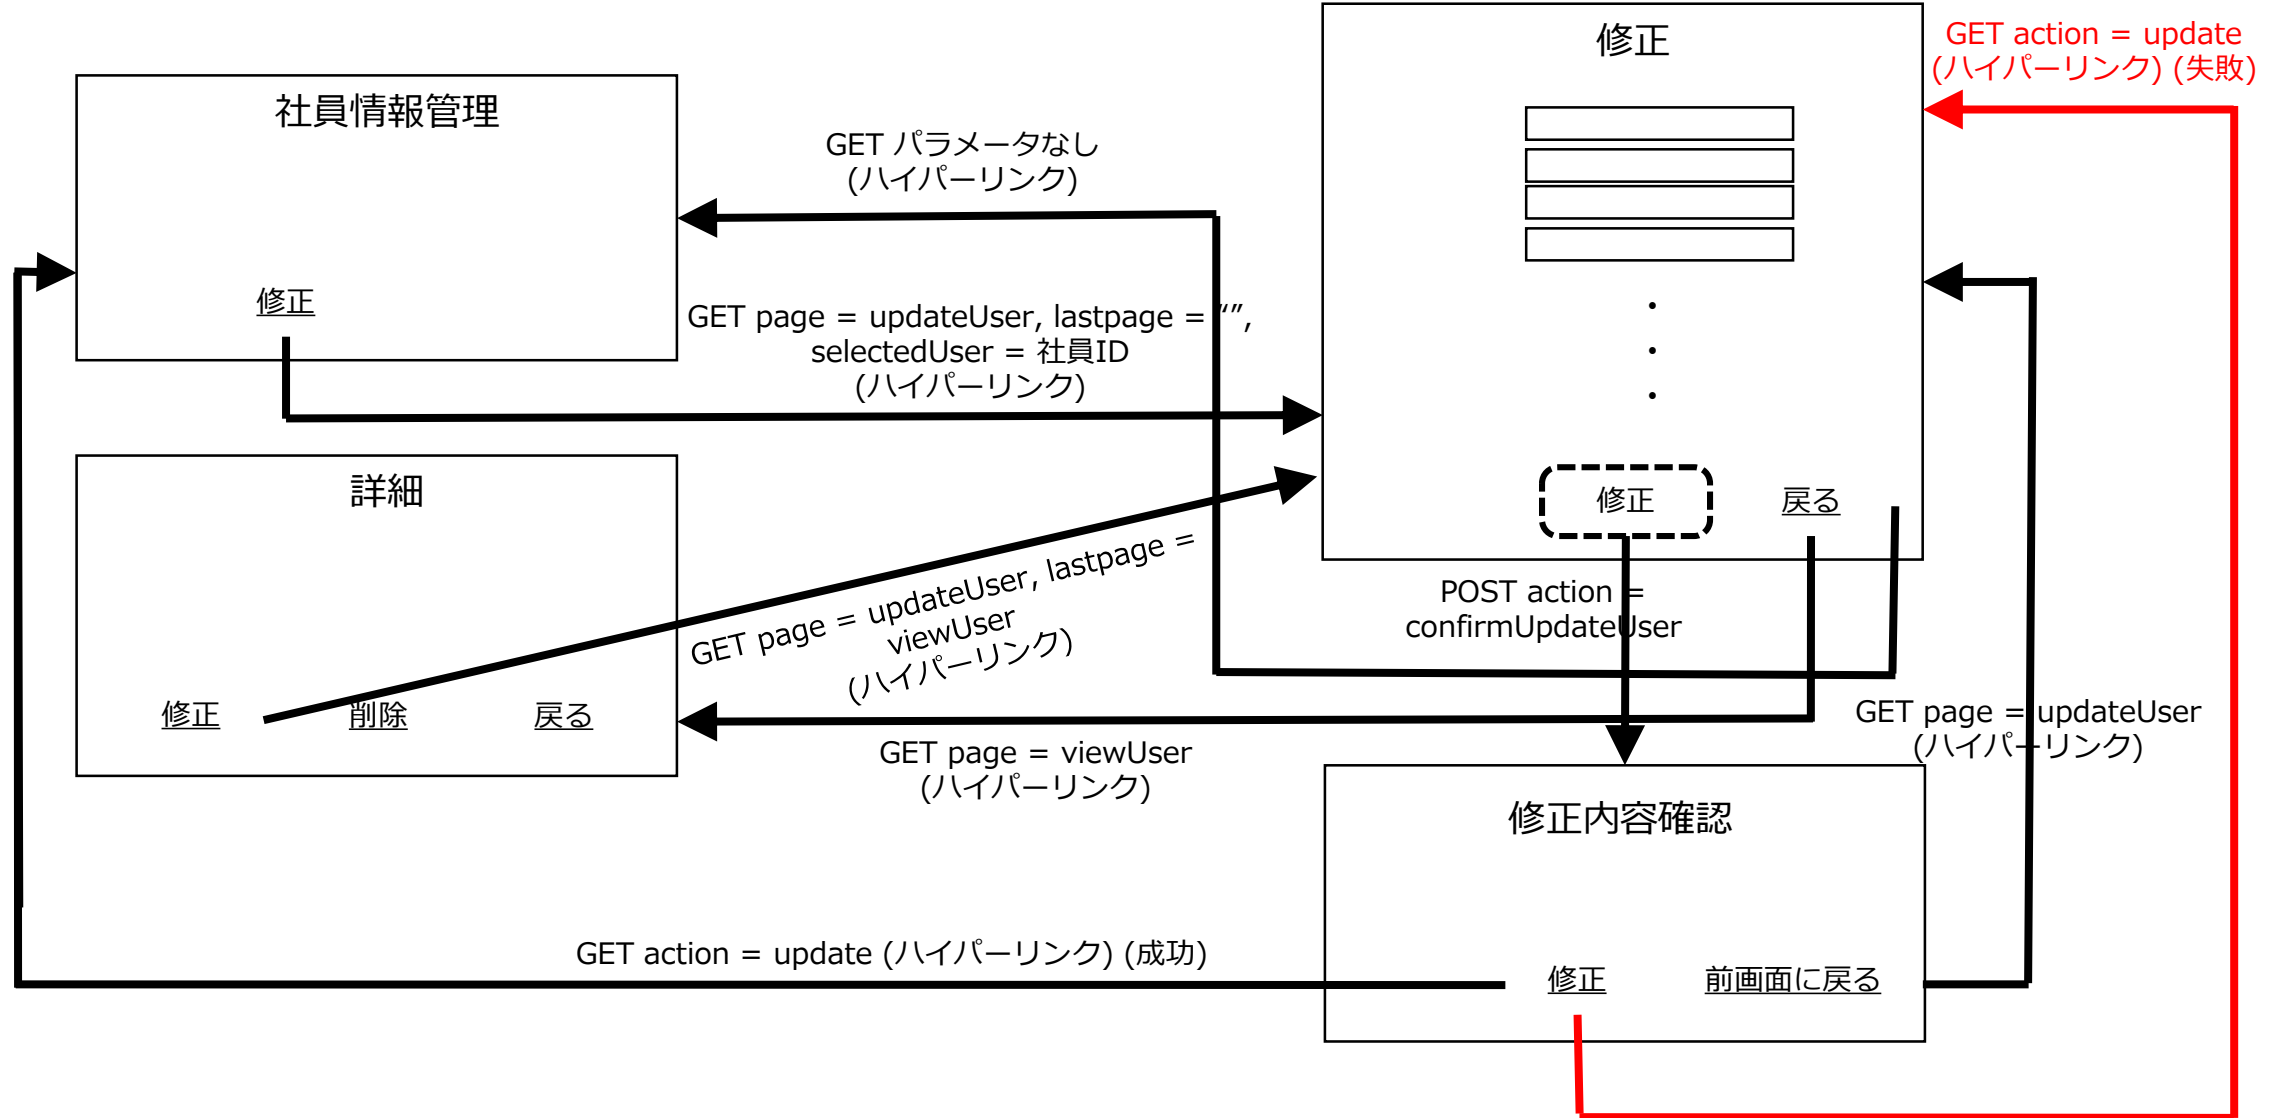 社員情報管理
修正
GET パラメータなし
(ハイパーリンク)
GET page = updateUser, lastpage = “”,
selectedUser = 社員ID
(ハイパーリンク)
修正
・
・
・
修正
戻る
GET action = update
(ハイパーリンク) (失敗)
詳細
修正
削除
戻る
GET page = updateUser, lastpage =
viewUser
(ハイパーリンク)
GET page = viewUser
(ハイパーリンク)
POST action =
confirmUpdateUser
GET page = updateUser
(ハイパーリンク)
修正内容確認
修正
前画面に戻る
GET action = update (ハイパーリンク) (成功)